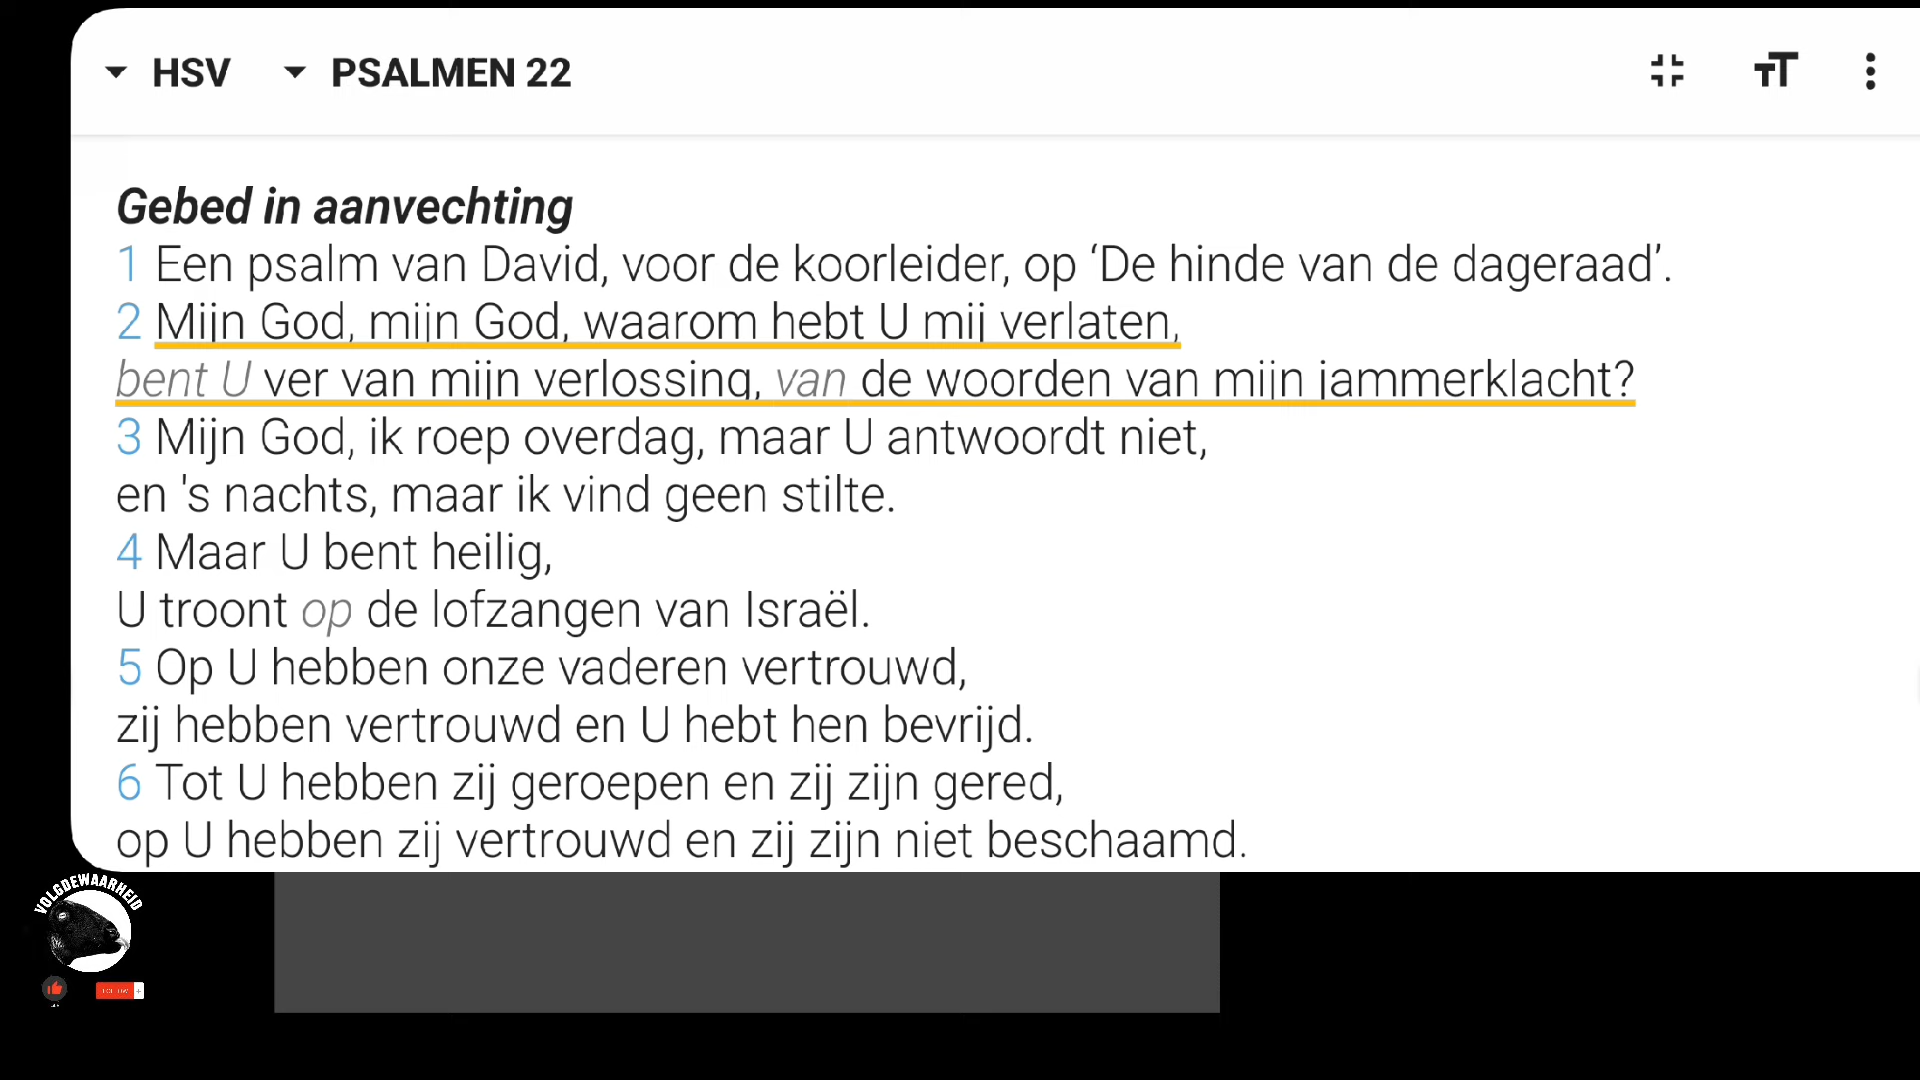 HSV PSALMEN 22
Gebed in aanvechting
1 Een psalm van David, voor de koorleider, op ‘De hinde van de dageraad’.
2 Mijn God, mijn God, waarom hebt U mij verlaten,
bent U ver van mijn verlossing, van de woorden van mijn jammerklacht?
3 Mijn God, ik roep overdag, maar U antwoordt niet,
en 's nachts, maar ik vind geen stilte.
4 Maar U bent heilig,
U troont op de lofzangen van Israël.
5 Op U hebben onze vaderen vertrouwd,
zij hebben vertrouwd en U hebt hen bevrijd.
6 Tot U hebben zij geroepen en zij zijn gered,
op U hebben zij vertrouwd en zij zijn niet beschaamd.
VOLGDEWAARHEID